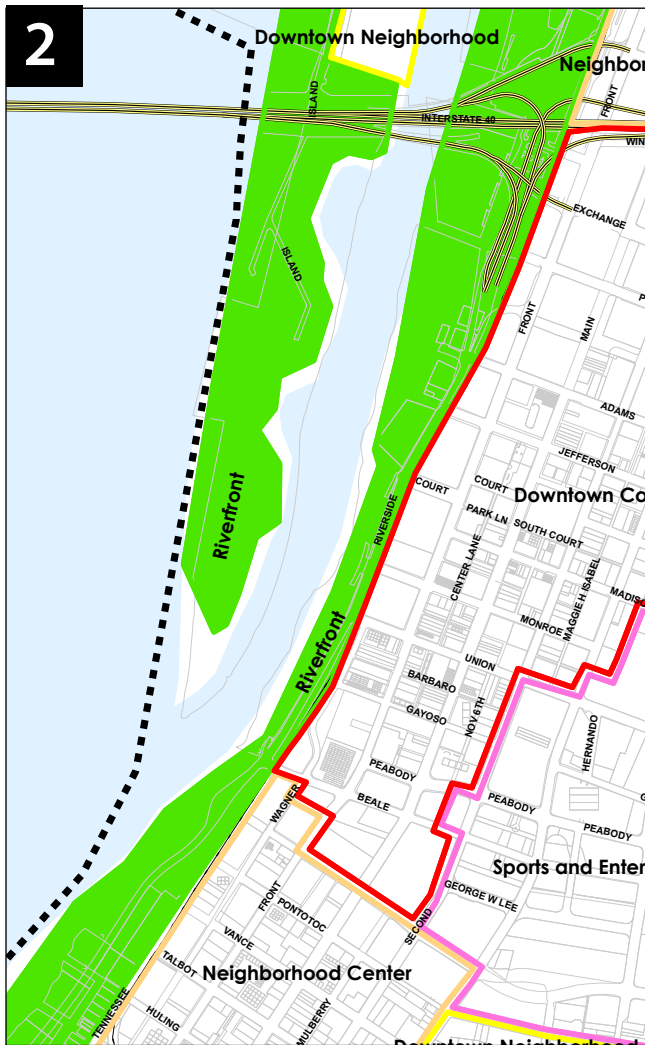 2
Downtown Neighborhood
Neighbor
ISLAND
FRONT
INTERSTATE 40
WIN
EXCHANGE
ISLAND
FRONT
MAIN
P
ADAMS
JEFFERSON
COURT
COURT
Downtown Co
Riverfront
RIVERSIDE
PARK LN
SOUTH COURT
CENTER LANE
MAGGIE H ISABEL
MADIS
MONROE
Riverfront
UNION
BARBARO
GAYOSO
NOV 6TH
HERNANDO
PEABODY
WAGNER
BEALE
PEABODY
G
PEABODY
Sports and Enter
GEORGE W LEE
FRONT
PONTOTOC
SECOND
VANCE
TALBOT
Neighborhood Center
TENNESSEE
HULING
MULBERRY
Downtown Neighborhood